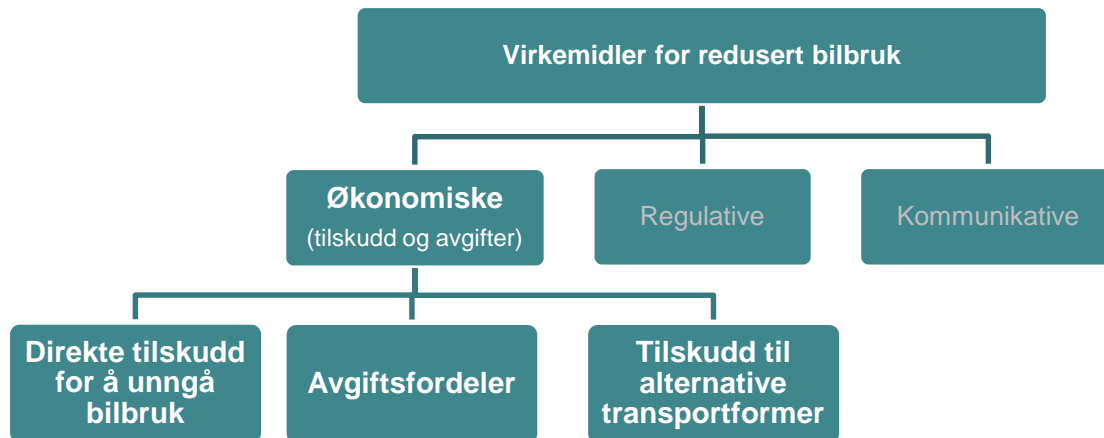 Virkemidler for redusert bilbruk
Økonomiske
(tilskudd og avgifter)
Regulative
Kommunikative
Direkte tilskudd
for å unngå
bilbruk
Avgiftsfordeler
Tilskudd til
alternative
transportformer